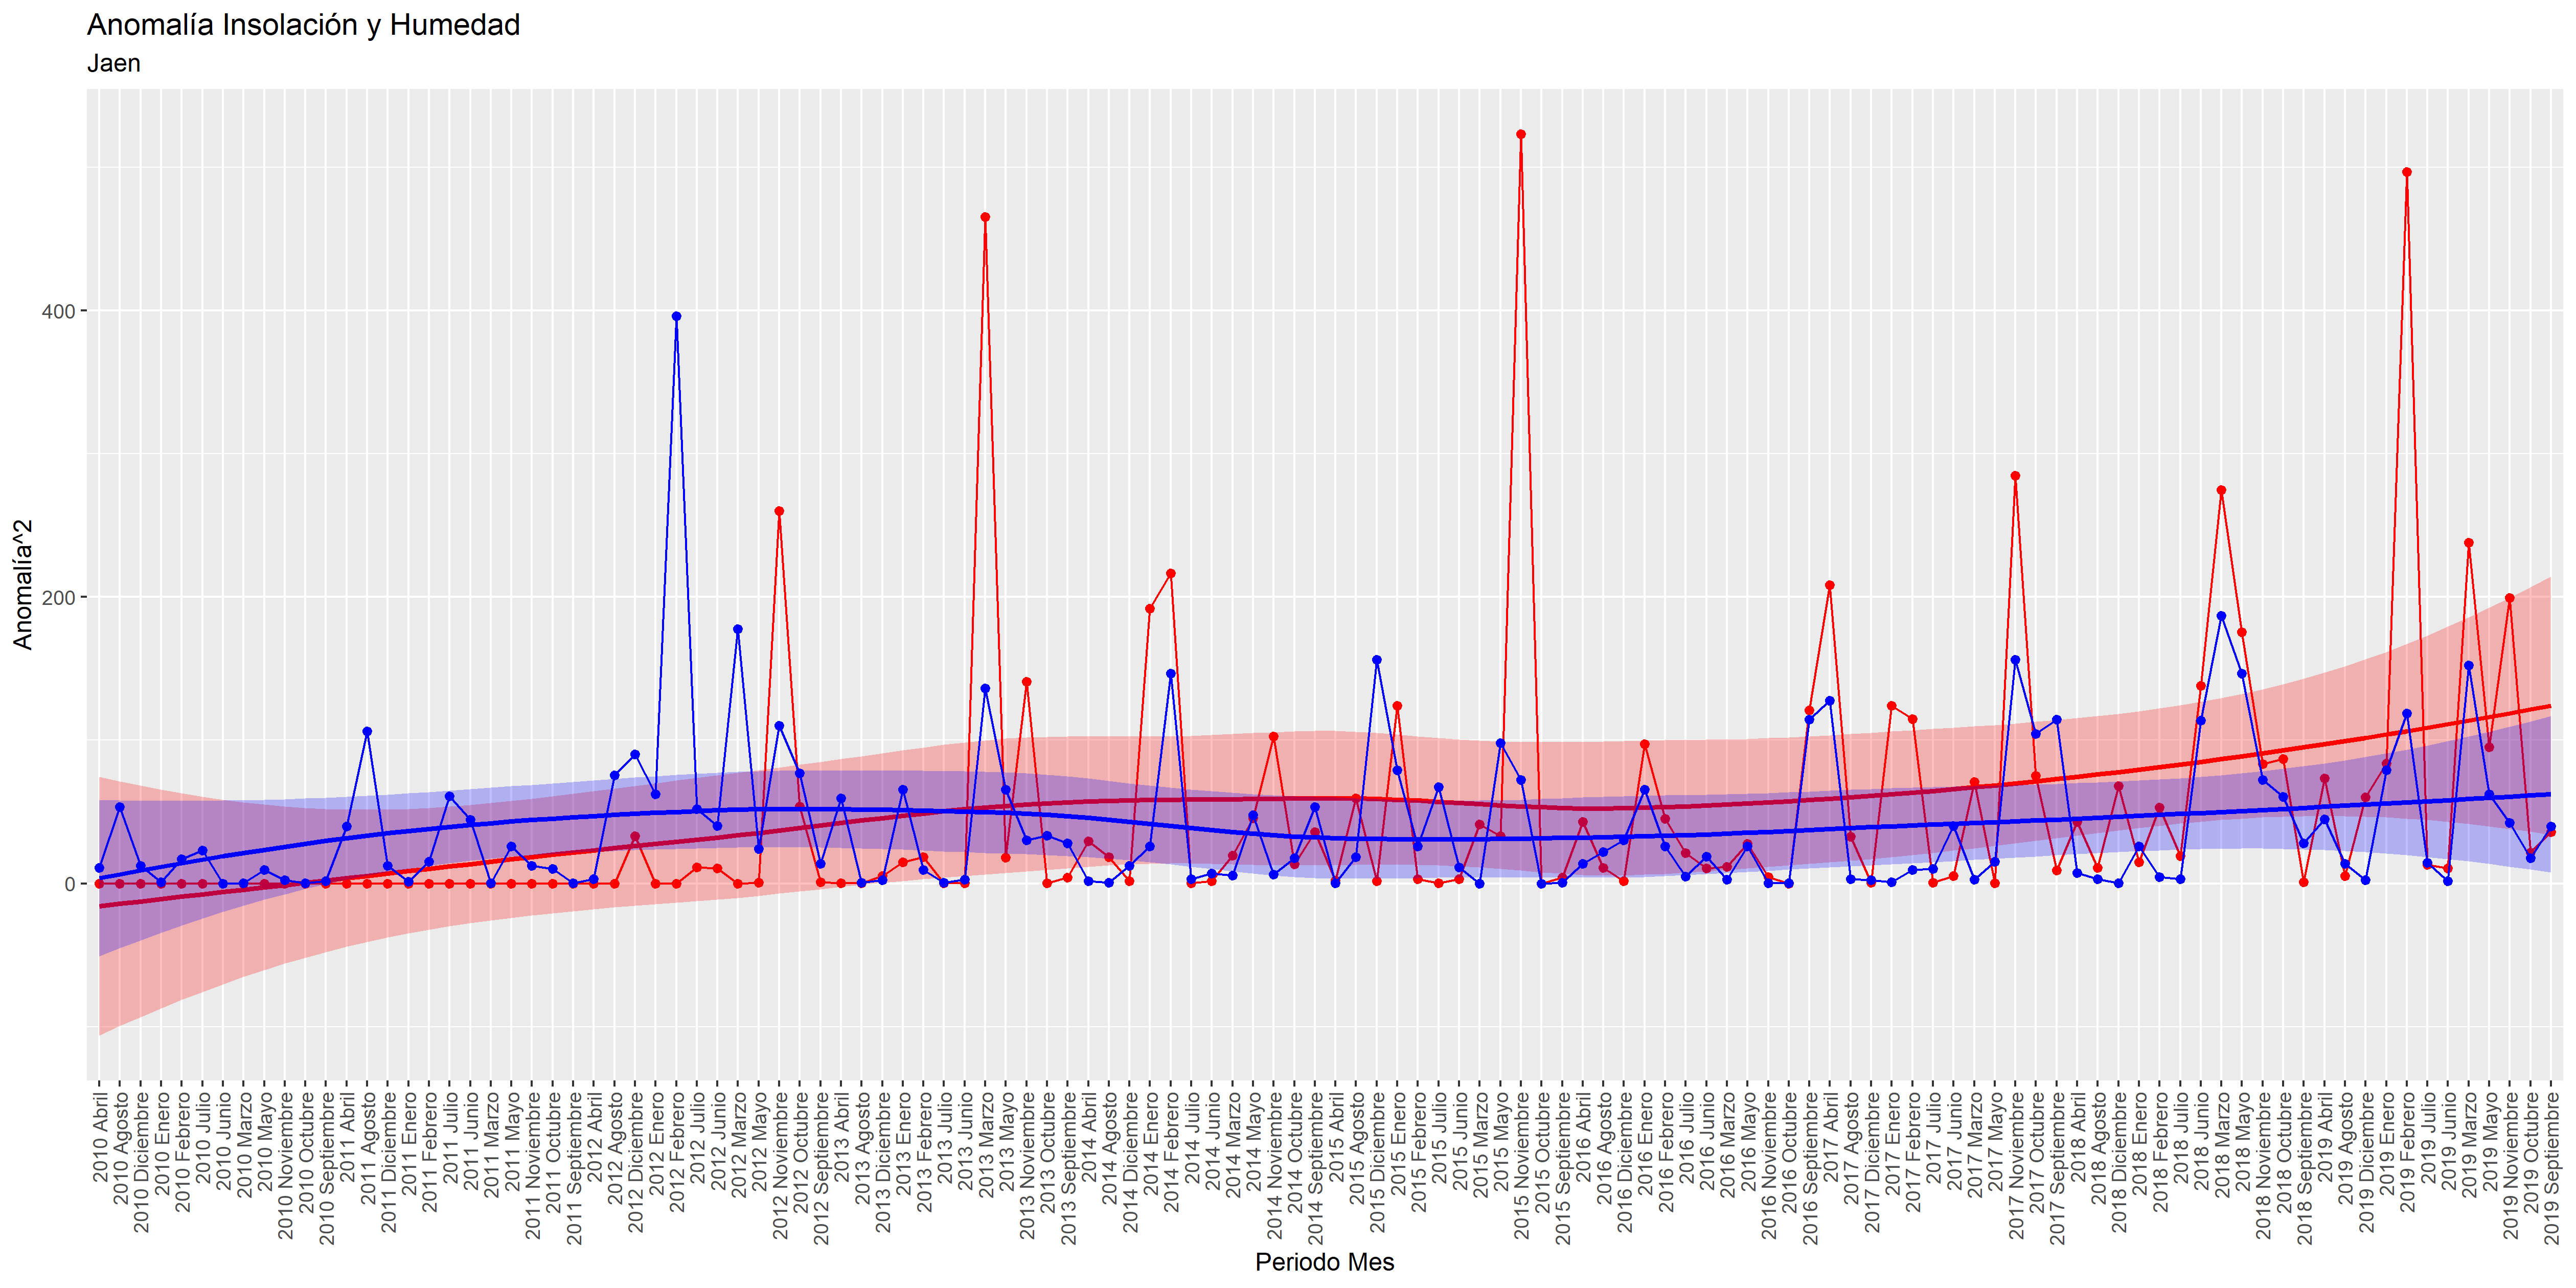 Anomalía Insolación y Humedad
Jaen
Anomalía^2
400
200
0
2010 Abril
2010 Agosto
2010 Diciembre
2010 Enero
2010 Febrero
2010 Julio
2010 Junio
2010 Marzo
2010 Mayo
2010 Noviembre
2010 Octubre
2010 Septiembre
2011 Abril
2011 Agosto
2011 Diciembre
2011 Enero
2011 Febrero
2011 Julio
2011 Junio
2011 Marzo
2011 Mayo
2011 Noviembre
2011 Octubre
2011 Septiembre
2012 Abril
2012 Agosto
2012 Diciembre
2012 Enero
2012 Febrero
2012 Julio
2012 Junio
2012 Marzo
2012 Mayo
2012 Noviembre
2012 Octubre
2012 Septiembre
2013 Abril
2013 Agosto
2013 Diciembre
2013 Enero
2013 Febrero
2013 Julio
2013 Junio
2013 Marzo
2013 Mayo
2013 Noviembre
2013 Octubre
2013 Septiembre
2014 Abril
2014 Agosto
2014 Diciembre
2014 Enero
2014 Febrero
2014 Julio
2014 Junio
2014 Marzo
2014 Mayo
2014 Noviembre
2014 Octubre
2014 Septiembre
2015 Abril
2015 Agosto
2015 Diciembre
2015 Enero
2015 Febrero
2015 Julio
2015 Junio
2015 Marzo
2015 Mayo
2015 Noviembre
2015 Octubre
2015 Septiembre
2016 Abril
2016 Agosto
2016 Diciembre
2016 Enero
2016 Febrero
2016 Julio
2016 Junio
2016 Marzo
2016 Mayo
2016 Noviembre
2016 Octubre
2016 Septiembre
2017 Abril
2017 Agosto
2017 Diciembre
2017 Enero
2017 Febrero
2017 Julio
2017 Junio
2017 Marzo
2017 Mayo
2017 Noviembre
2017 Octubre
2017 Septiembre
2018 Abril
2018 Agosto
2018 Diciembre
2018 Enero
2018 Febrero
2018 Julio
2018 Junio
2018 Marzo
2018 Mayo
2018 Noviembre
2018 Octubre
2018 Septiembre
2019 Abril
2019 Agosto
2019 Diciembre
2019 Enero
2019 Febrero
2019 Julio
2019 Junio
2019 Marzo
2019 Mayo
2019 Noviembre
2019 Octubre
2019 Septiembre
Periodo Mes